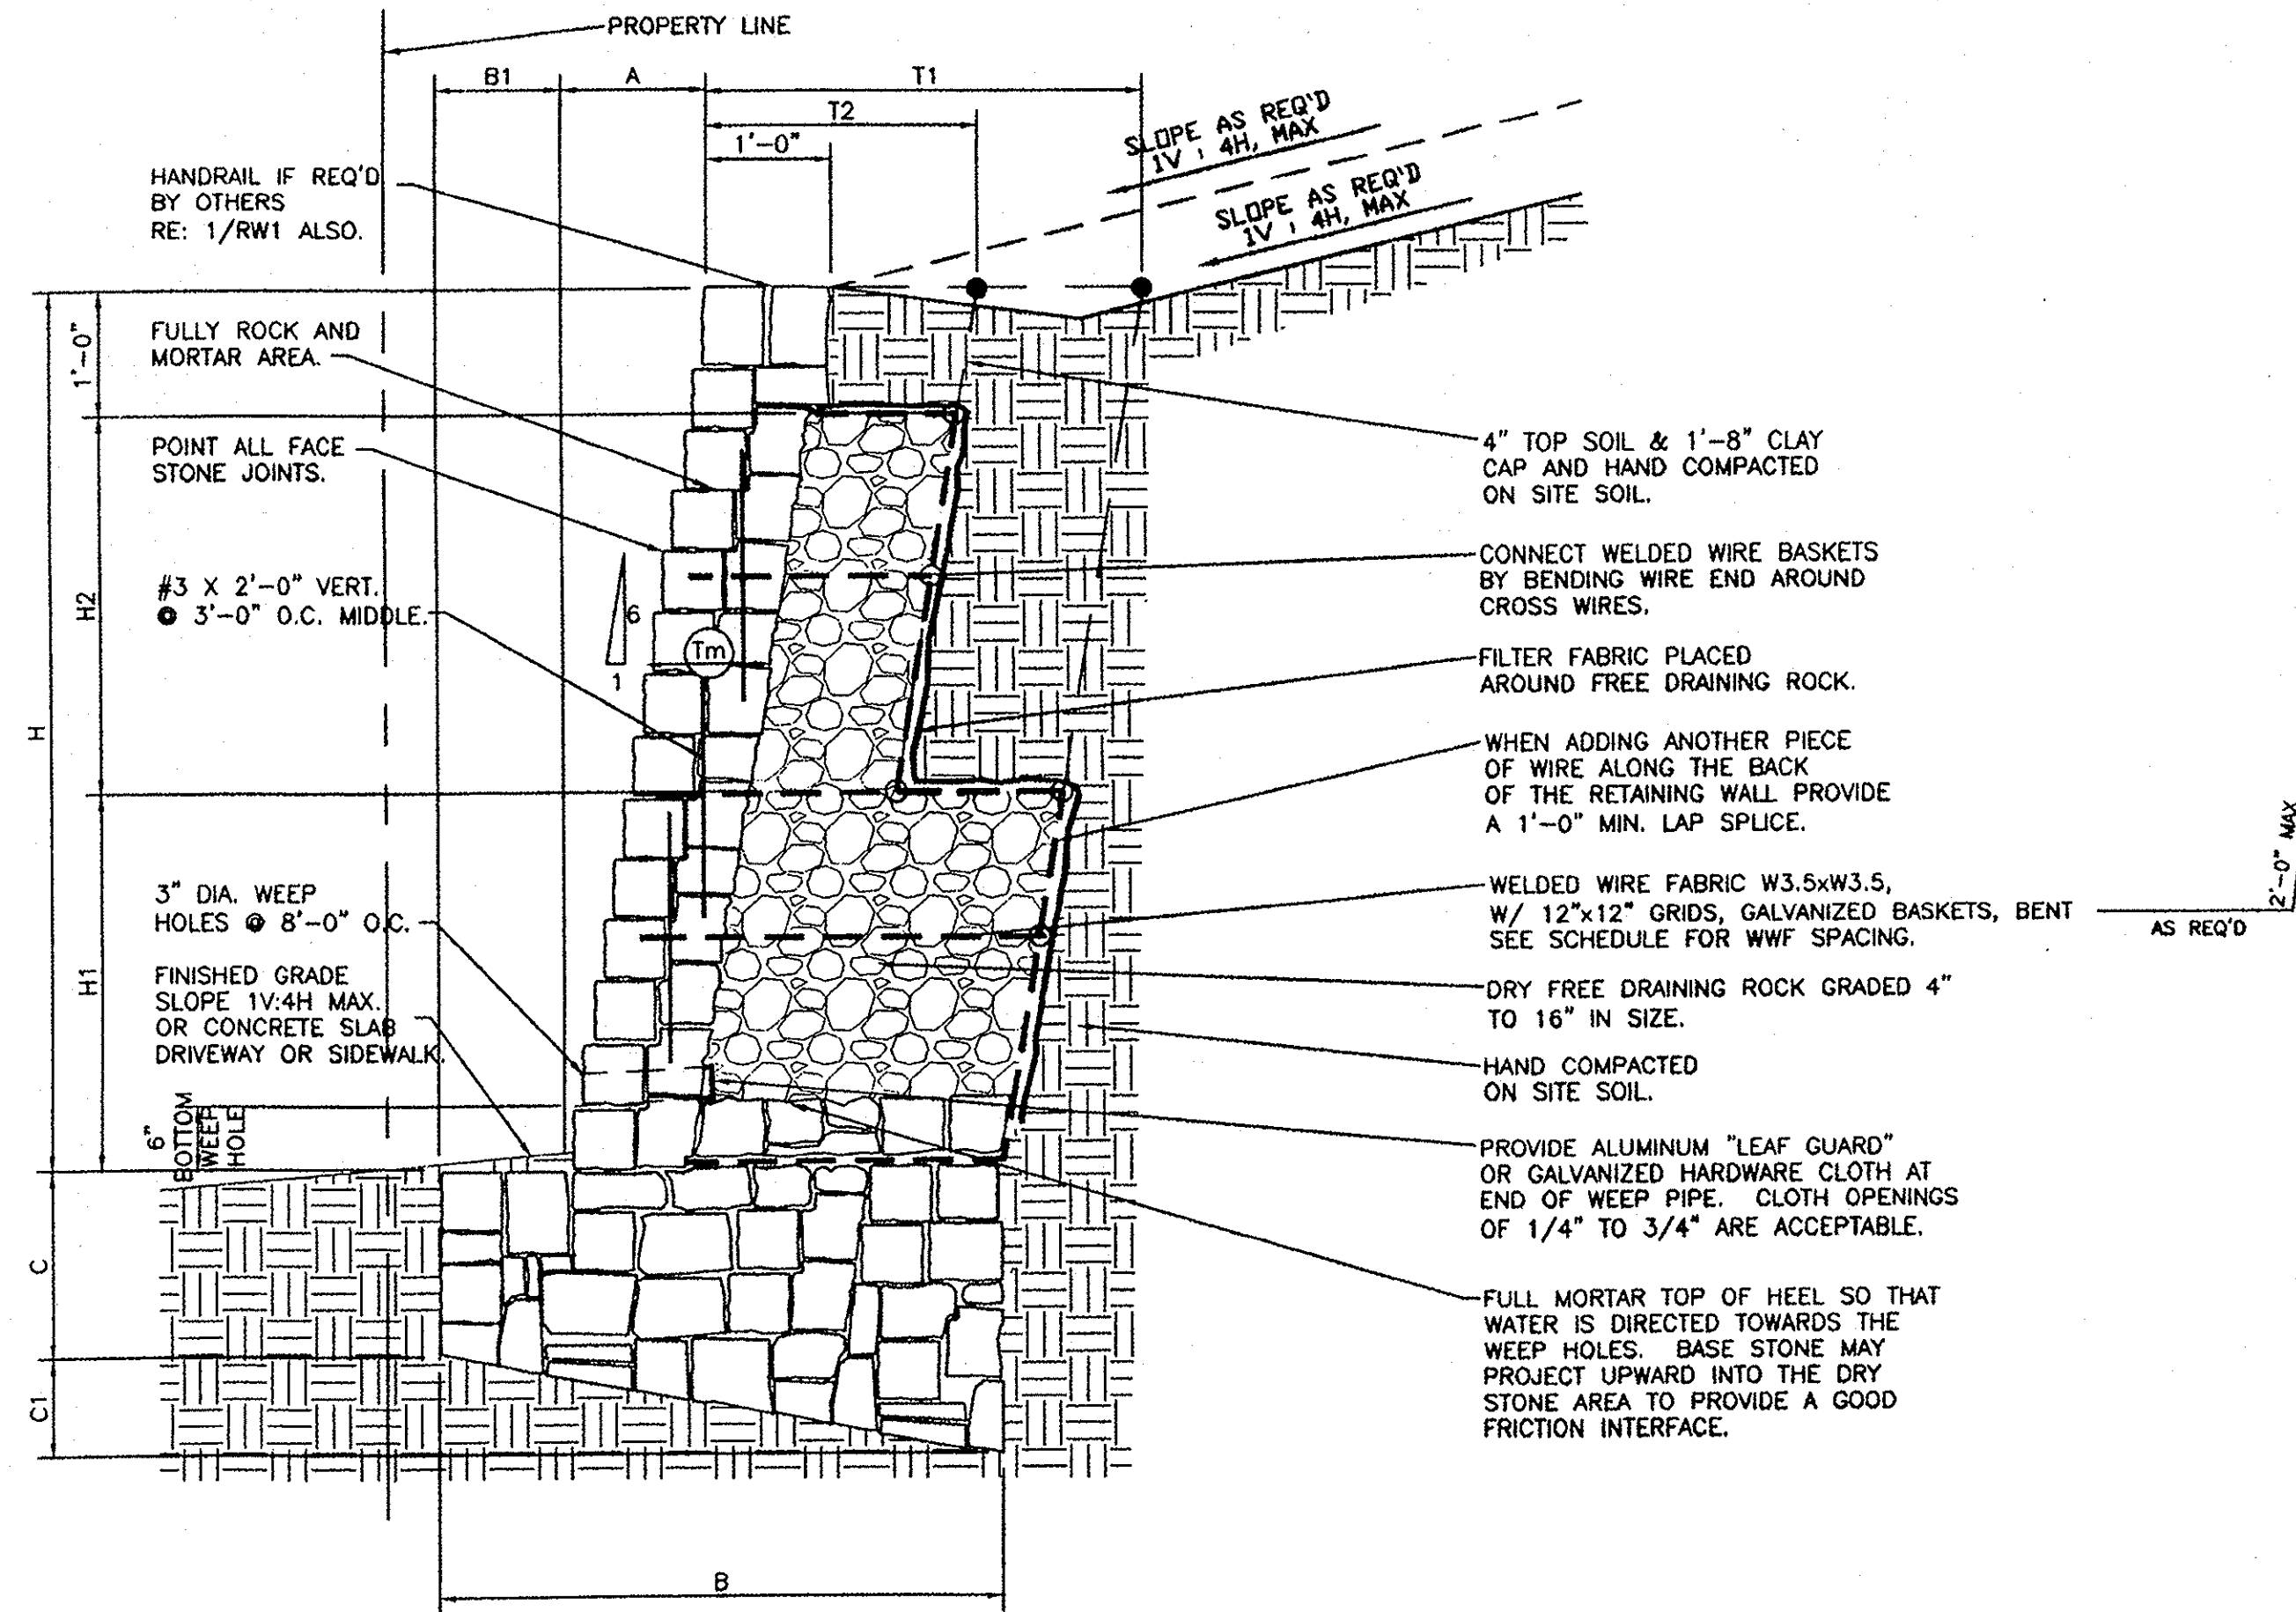 PROPERTY LINE
B1
A
T1
T2
1'-0"
SLOPE AS REQ'D
1V : 4H, MAX
SLOPE AS REQ'D
1V : 4H, MAX
HANDRAIL IF REQ'D
BY OTHERS
RE: 1/RW1 ALSO.
1'-0"
FULLY ROCK AND
MORTAR AREA.
POINT ALL FACE
STONE JOINTS.
#3 X 2'-0" VERT.
@ 3'-0" O.C. MIDDLE.
H2
6
1
Tm
H
3" DIA. WEEP
HOLES @ 8'-0" O.C.
H1
FINISHED GRADE
SLOPE 1V:4H MAX.
OR CONCRETE SLAB
DRIVEWAY OR SIDEWALK.
6"
BOTTOM
WEEP
HOLE
C
C1
B
4" TOP SOIL & 1'-8" CLAY
CAP AND HAND COMPACTED
ON SITE SOIL.
CONNECT WELDED WIRE BASKETS
BY BENDING WIRE END AROUND
CROSS WIRES.
FILTER FABRIC PLACED
AROUND FREE DRAINING ROCK.
WHEN ADDING ANOTHER PIECE
OF WIRE ALONG THE BACK
OF THE RETAINING WALL PROVIDE
A 1'-0" MIN. LAP SPLICE.
WELDED WIRE FABRIC W3.5xW3.5,
W/ 12"x12" GRIDS, GALVANIZED BASKETS, BENT
SEE SCHEDULE FOR WWF SPACING.
DRY FREE DRAINING ROCK GRADED 4"
TO 16" IN SIZE.
HAND COMPACTED
ON SITE SOIL.
PROVIDE ALUMINUM "LEAF GUARD"
OR GALVANIZED HARDWARE CLOTH AT
END OF WEEP PIPE. CLOTH OPENINGS
OF 1/4" TO 3/4" ARE ACCEPTABLE.
FULL MORTAR TOP OF HEEL SO THAT
WATER IS DIRECTED TOWARDS THE
WEEP HOLES. BASE STONE MAY
PROJECT UPWARD INTO THE DRY
STONE AREA TO PROVIDE A GOOD
FRICTION INTERFACE.
2'-0" MAX
AS REQ'D